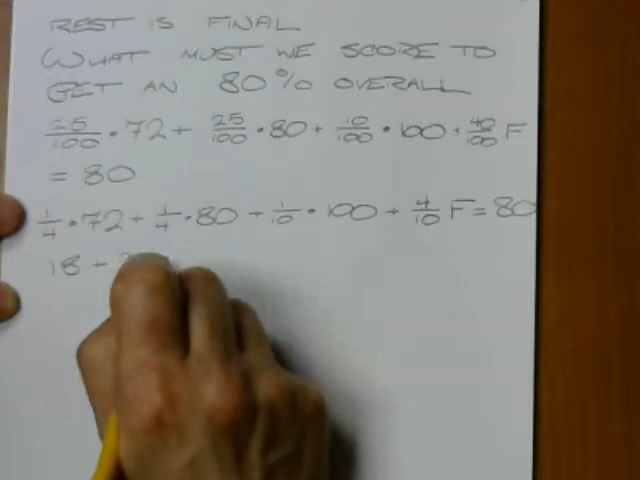 REST IS FINAL
WHAT MUST WE SCORE TO
GET AN 80% OVERALL
25/100 • 72 + 25/100 • 80 + 10/100 • 100 + 40/100 F
= 80
1/4 • 72 + 1/4 • 80 + 1/10 • 100 + 4/10 F = 80
18 +